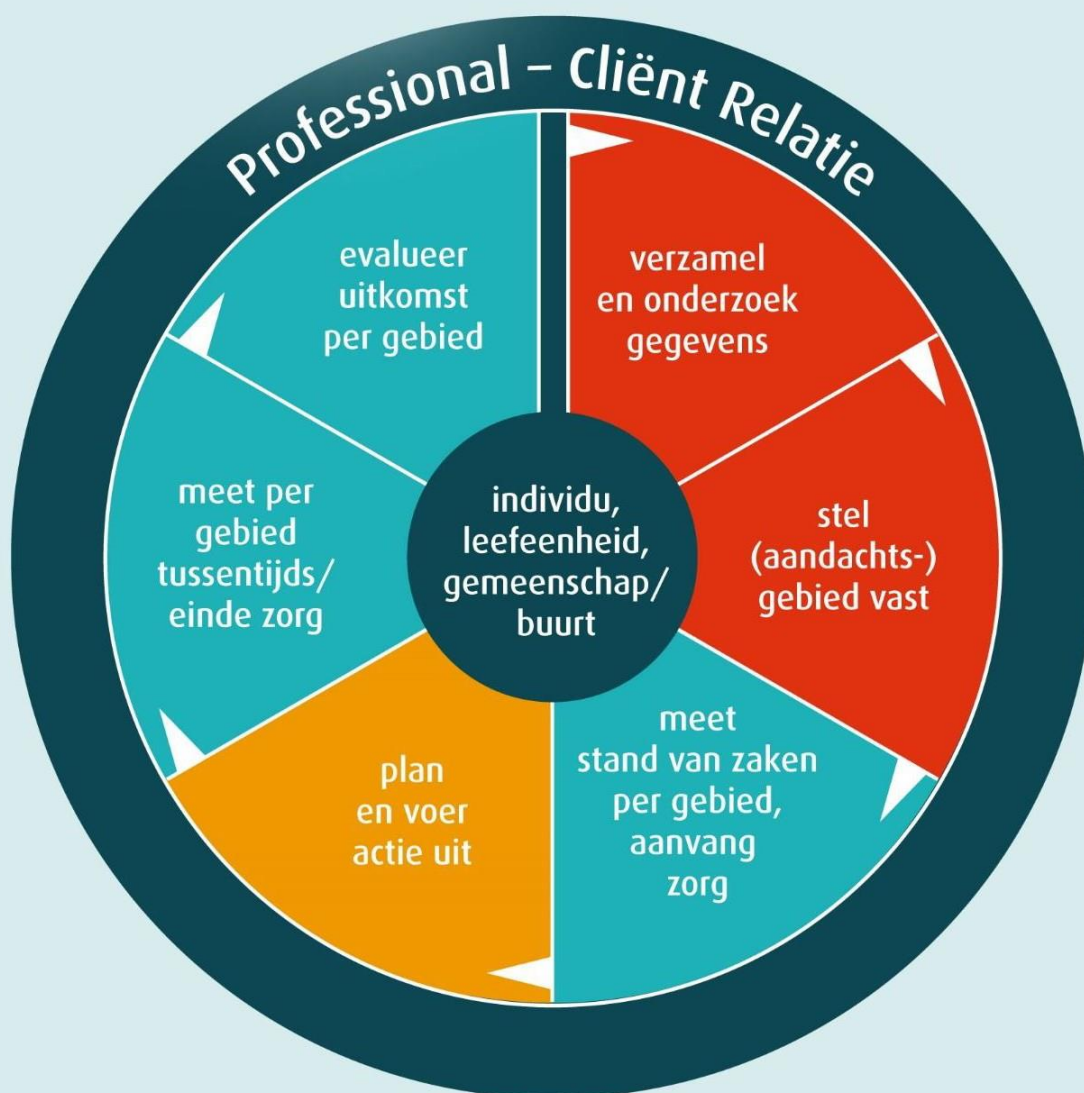 Professional – Cliënt Relatie
verzamel
en onderzoek
gegevens
stel
(aandachts-)
gebied vast
meet
stand van zaken
per gebied,
aanvang
zorg
plan
en voer
actie uit
meet per
gebied
tussentijds/
einde zorg
evalueer
uitkomst
per gebied
individu,
leefeenheid,
gemeenschap/
buurt